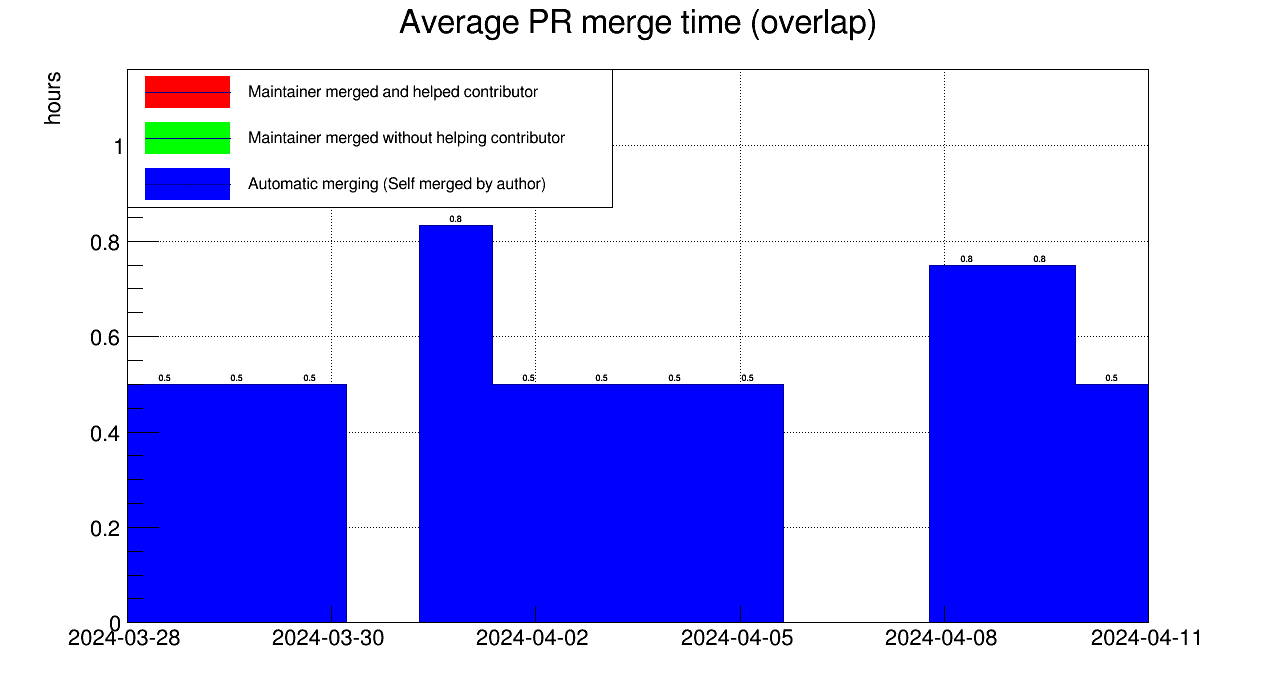 Average PR merge time (overlap)
hours
Maintainer merged and helped contributor
Maintainer merged without helping contributor
Automatic merging (Self merged by author)
1
0.8
0.6
0.4
0.2
0
0.5 0.5 0.5 0.8 0.5 0.5 0.5 0.5 0.8 0.8 0.5
2024-03-28 2024-03-30 2024-04-02 2024-04-05 2024-04-08 2024-04-11